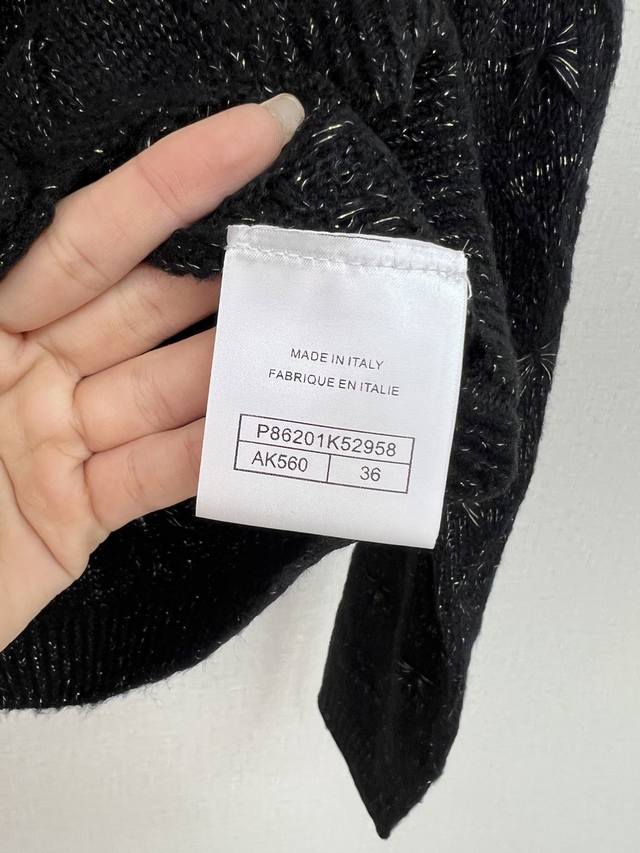 MADE IN ITALY
FABRIQUE EN ITALIE
P86201K52958
AK560 36